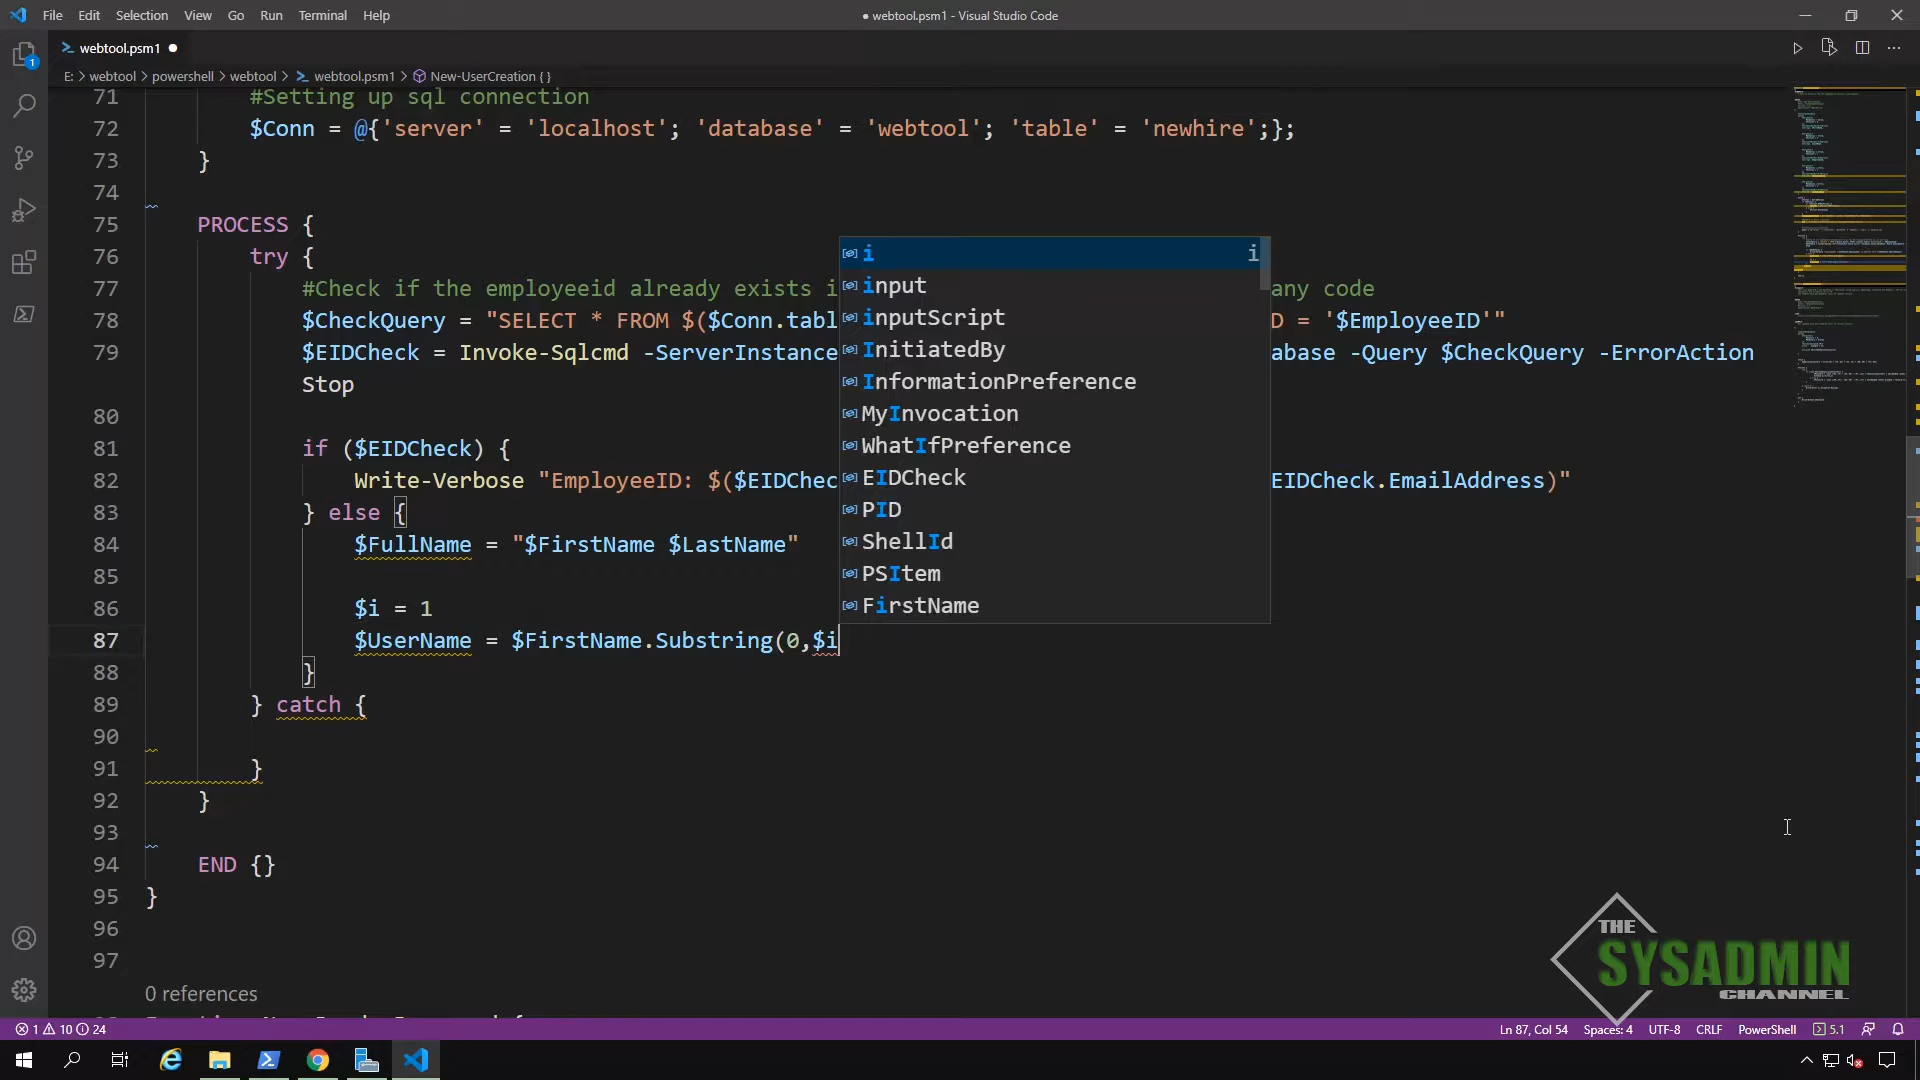 File Edit Selection View Go Run Terminal Help
● webtool.psm1 - Visual Studio Code
webtool.psm1 ●
E: > webtool > powershell > webtool > webtool.psm1 > New-UserCreation { }
71 #Setting up sql connection
72 $Conn = @{'server' = 'localhost'; 'database' = 'webtool'; 'table' = 'newhire';};
73 }
74
75 PROCESS {
76 try {
77 #Check if the employeeid already exists i any code
78 $CheckQuery = "SELECT * FROM $($Conn.tabl D = '$EmployeeID'"
79 $EIDCheck = Invoke-Sqlcmd -ServerInstance abase -Query $CheckQuery -ErrorAction
Stop
80
81 if ($EIDCheck) {
82 Write-Verbose "EmployeeID: $($EIDChec EIDCheck.EmailAddress)"
83 } else {
84 $FullName = "$FirstName $LastName"
85
86 $i = 1
87 $UserName = $FirstName.Substring(0,$i
88 }
89 } catch {
90
91 }
92 }
93
94 END {}
95 }
96
97
0 references
i i
input
inputScript
InitiatedBy
InformationPreference
MyInvocation
WhatIfPreference
EIDCheck
PID
ShellId
PSItem
FirstName
1
THE
SYSADMIN
CHANNEL
1 10 24
Ln 87, Col 54 Spaces: 4 UTF-8 CRLF PowerShell 5.1